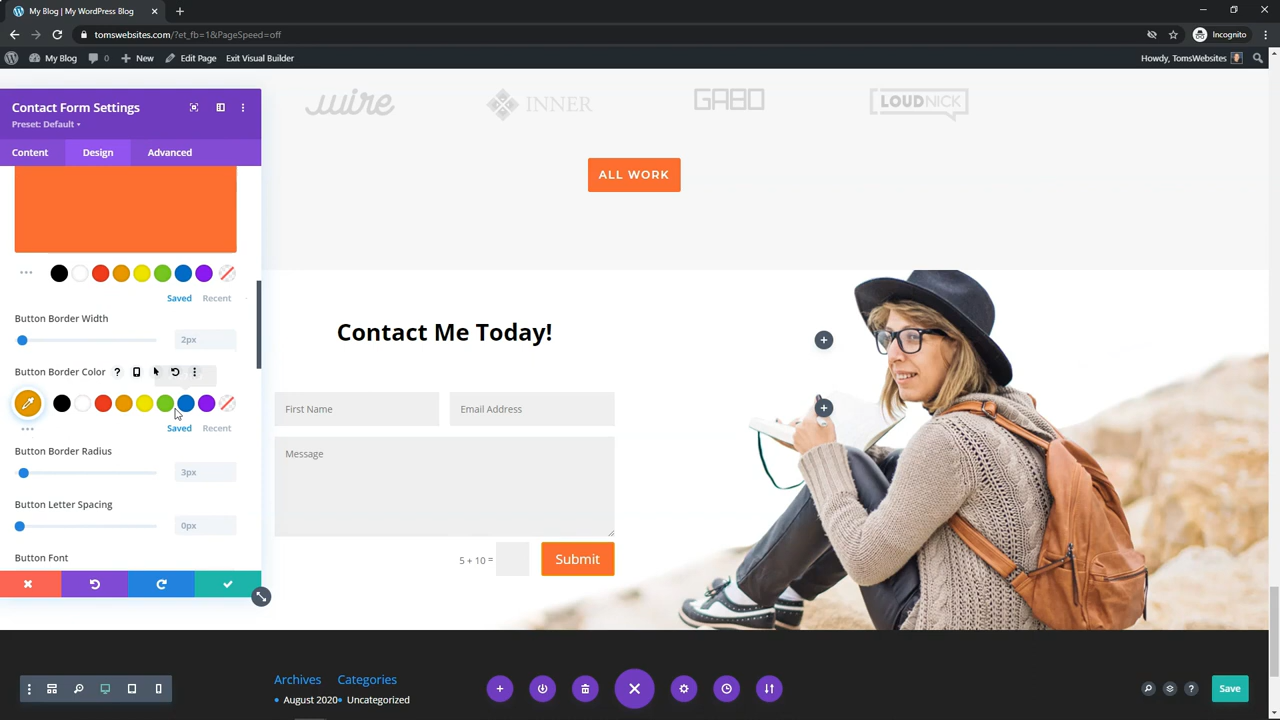 My Blog | My WordPress Blog
tomswebsites.com/?et_fb=1&PageSpeed=off
Incognito
My Blog
0
New
Edit Page
Exit Visual Builder
Howdy, TomsWebsites
Contact Form Settings
Preset: Default
Content
Design
Advanced
Saved
Recent
Button Border Width
2px
Button Border Color
Saved
Recent
Button Border Radius
3px
Button Letter Spacing
0px
Button Font
wire
INNER
GABO
LOUDNICK
ALL WORK
Contact Me Today!
First Name
Email Address
Message
5 + 10 =
Submit
Archives
Categories
August 2020
Uncategorized
Save